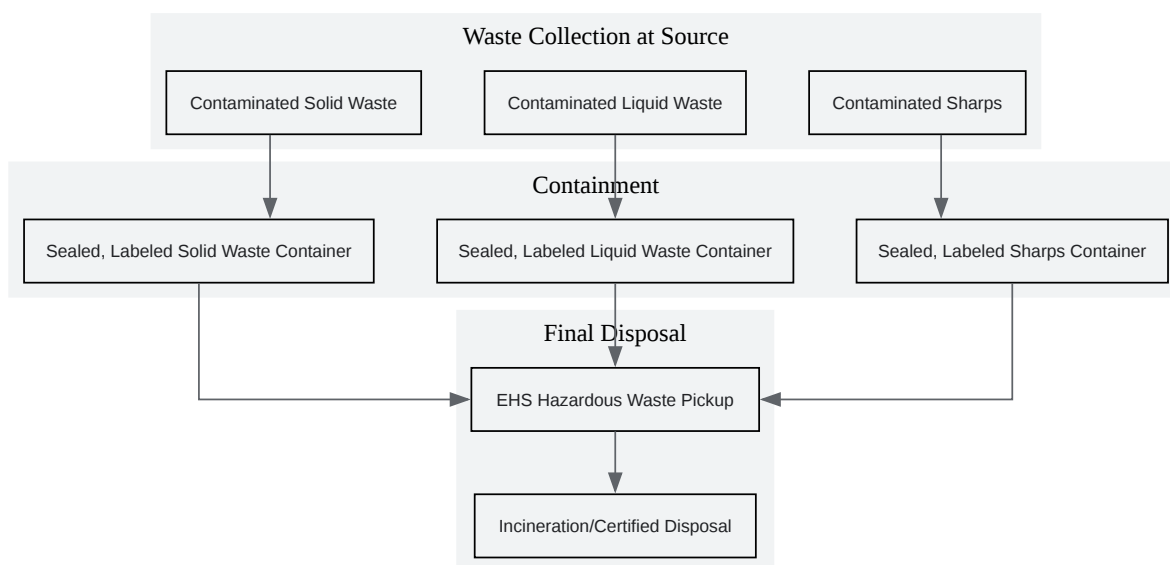 Waste Collection at Source
Contaminated Solid Waste
Contaminated Liquid Waste
Contaminated Sharps
Containment
Sealed, Labeled Solid Waste Container
Sealed, Labeled Liquid Waste Container
Sealed, Labeled Sharps Container
Final Disposal
EHS Hazardous Waste Pickup
Incineration/Certified Disposal